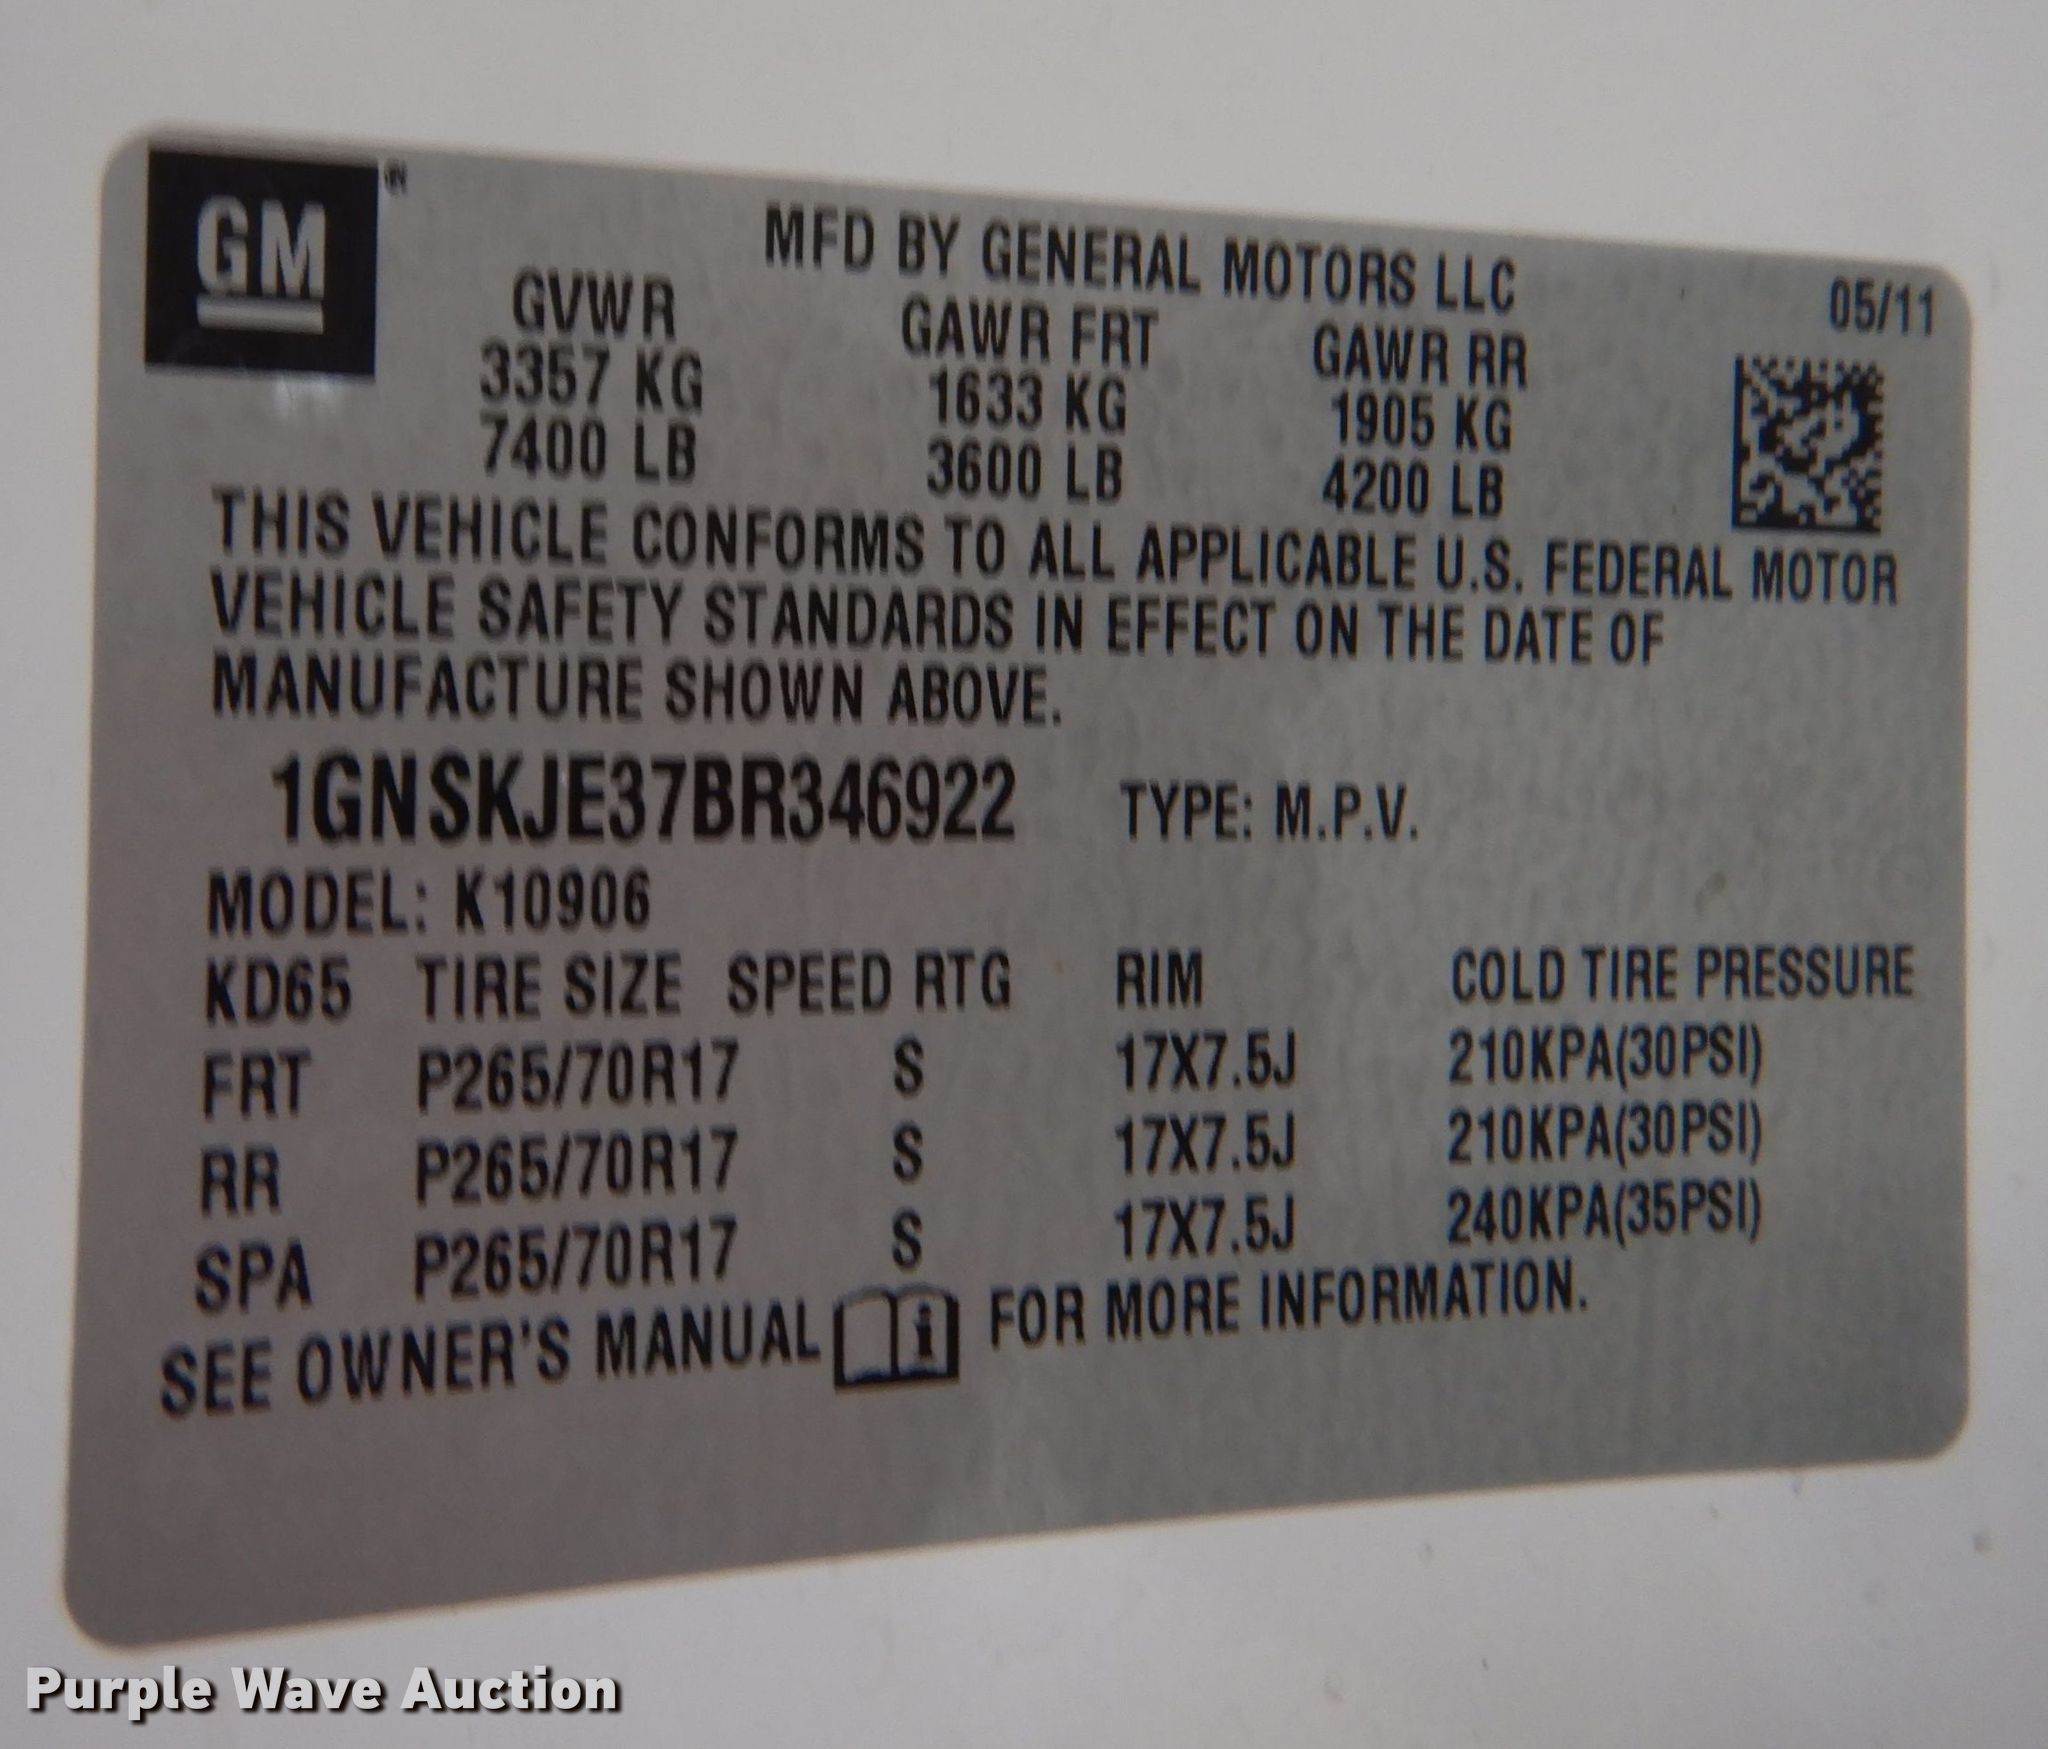 GM
MFD BY GENERAL MOTORS LLC
05/11
GVWR GAWR FRT GAWR RR
3357 KG 1633 KG 1905 KG
7400 LB 3600 LB 4200 LB
THIS VEHICLE CONFORMS TO ALL APPLICABLE U.S. FEDERAL MOTOR
VEHICLE SAFETY STANDARDS IN EFFECT ON THE DATE OF
MANUFACTURE SHOWN ABOVE.
1GNSKJE37BR346922 TYPE: M.P.V.
MODEL: K10906
KD65 TIRE SIZE SPEED RTG RIM COLD TIRE PRESSURE
FRT P265/70R17 S 17X7.5J 210KPA(30PSI)
RR P265/70R17 S 17X7.5J 210KPA(30PSI)
SPA P265/70R17 S 17X7.5J 240KPA(35PSI)
SEE OWNER'S MANUAL i FOR MORE INFORMATION.
Purple Wave Auction